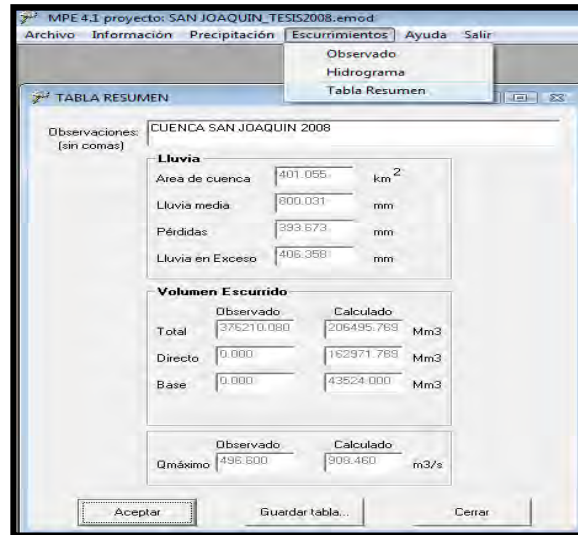 MPE 4.1 proyecto: SAN JOAQUIN_TESIS2008.emod
Archivo Información Precipitación Escurrimientos Ayuda Salir
Observado
Hidrograma
Tabla Resumen
TABLA RESUMEN
Observaciones: CUENCA SAN JOAQUIN 2008
(sin comas)
Lluvia
Area de cuenca 401.055 km2
Lluvia media 800.031 mm
Pérdidas 393.673 mm
Lluvia en Exceso 406.358 mm
Volumen Escurrido
Observado Calculado
Total 376210.080 206495.769 Mm3
Directo 0.000 162971.769 Mm3
Base 0.000 43524.000 Mm3
Observado Calculado
Qmáximo 496.600 908.460 m3/s
Aceptar Guardar tabla... Cerrar